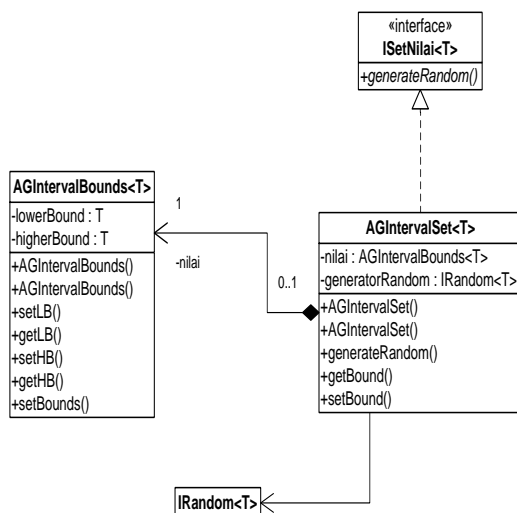 «interface»
ISetNilai<T>
+generateRandom()
AGIntervalBounds<T>
-lowerBound : T
-higherBound : T
+AGIntervalBounds()
+AGIntervalBounds()
+setLB()
+getLB()
+setHB()
+getHB()
+setBounds()
1
-nilai
0..1
AGIntervalSet<T>
-nilai : AGIntervalBounds<T>
-generatorRandom : IRandom<T>
+AGIntervalSet()
+AGIntervalSet()
+generateRandom()
+getBound()
+setBound()
IRandom<T>